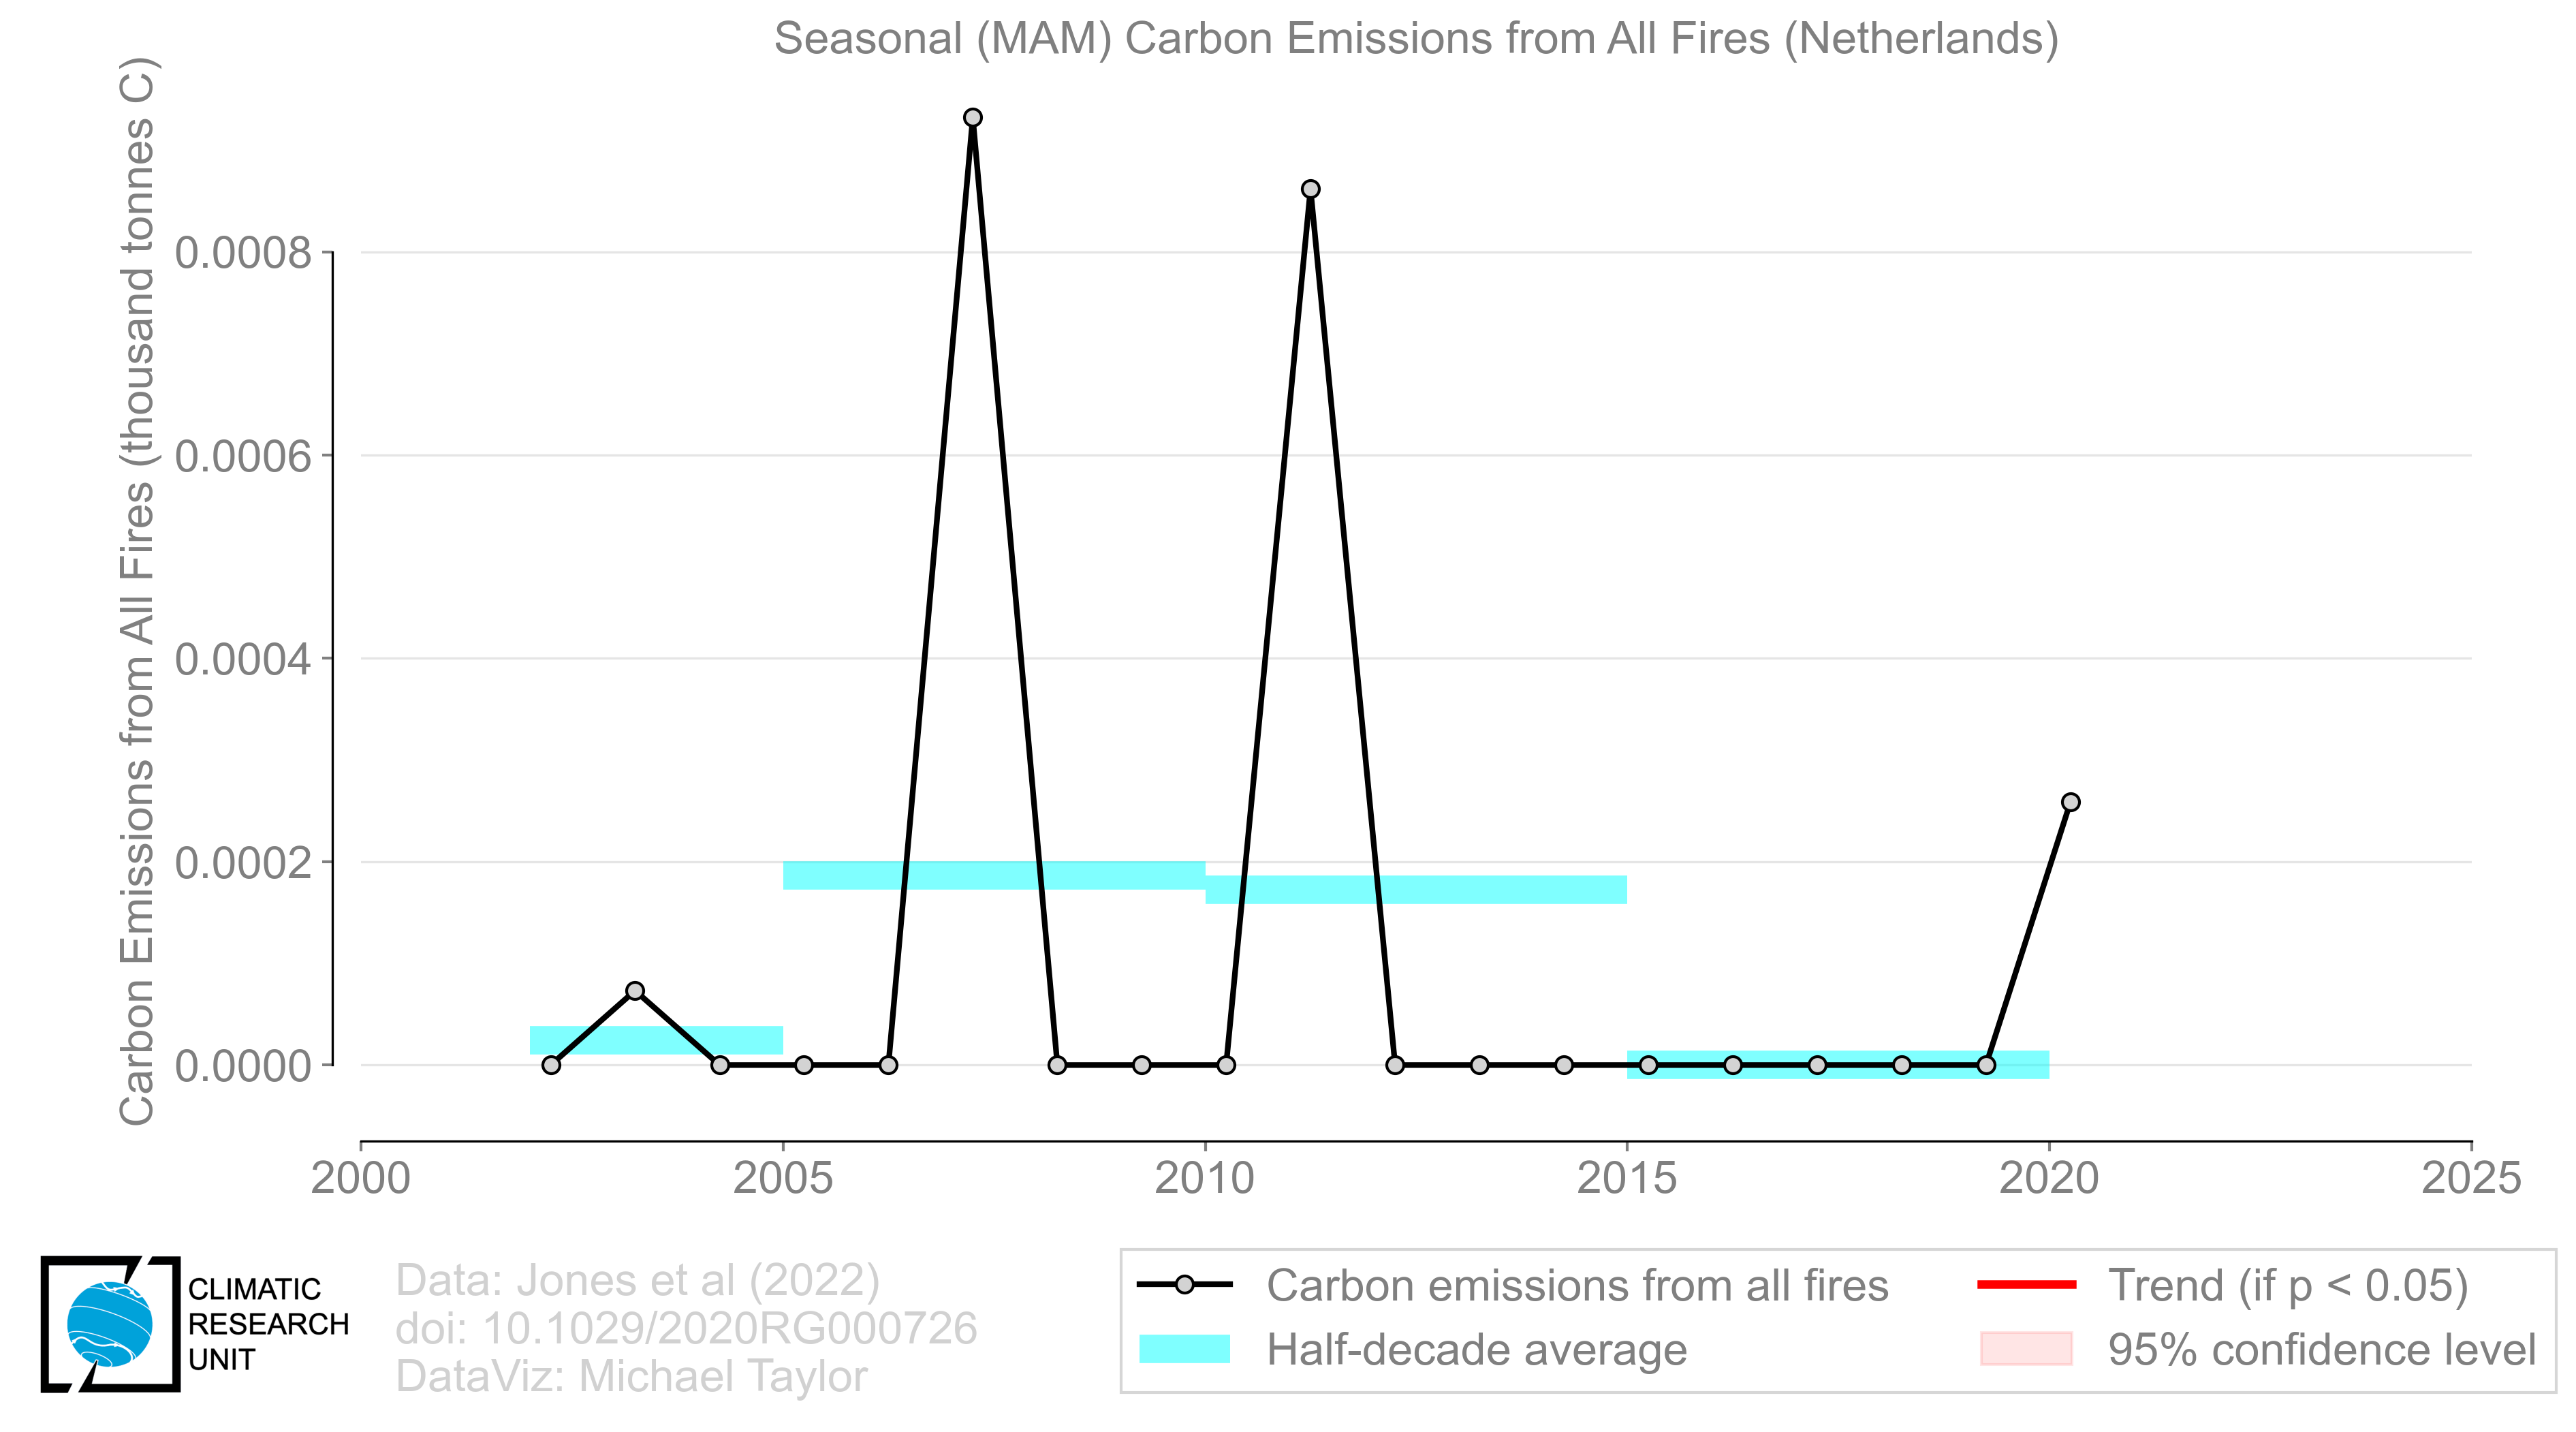 Seasonal (MAM) Carbon Emissions from All Fires (Netherlands)
Carbon Emissions from All Fires (thousand tonnes C)
0.0008
0.0006
0.0004
0.0002
0.0000
2000
2005
2010
2015
2020
2025
CLIMATIC
RESEARCH
UNIT
Data: Jones et al (2022)
doi: 10.1029/2020RG000726
DataViz: Michael Taylor
Carbon emissions from all fires
Half-decade average
Trend (if p < 0.05)
95% confidence level